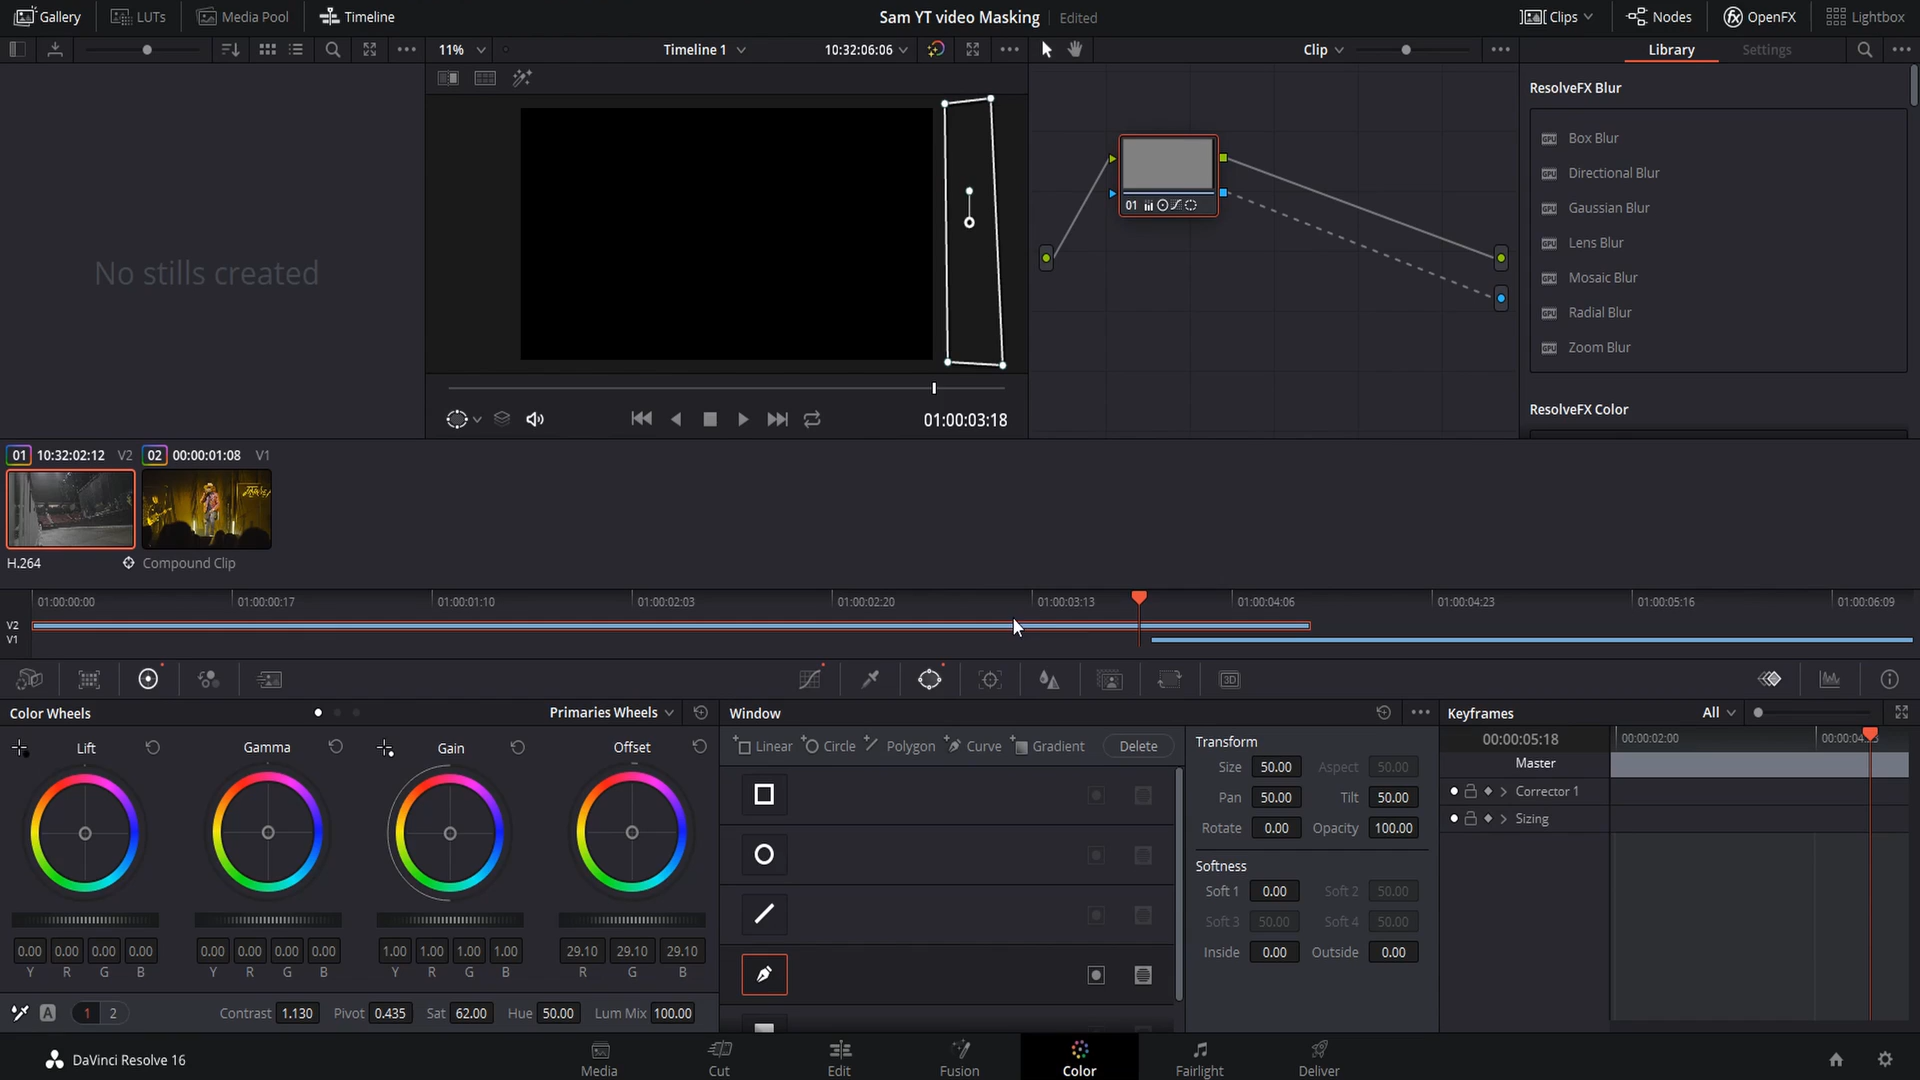 Gallery LUTs Media Pool Timeline Sam YT video Masking Edited Clips Nodes OpenFX Lightbox
11% Timeline 1 10:32:06:06 Clip Library Settings
ResolveFX Blur
Box Blur
Directional Blur
Gaussian Blur
Lens Blur
Mosaic Blur
Radial Blur
Zoom Blur
ResolveFX Color
No stills created
01
01:00:03:18
01 10:32:02:12 V2 02 00:00:01:08 V1
H.264 Compound Clip
01:00:00:00 01:00:00:17 01:00:01:10 01:00:02:03 01:00:02:20 01:00:03:13 01:00:04:06 01:00:04:23 01:00:05:16 01:00:06:09
V2
V1
3D
Color Wheels Primaries Wheels Window Keyframes All
Lift Gamma Gain Offset
Linear Circle Polygon Curve Gradient Delete
Transform
Size 50.00 Aspect 50.00
Pan 50.00 Tilt 50.00
Rotate 0.00 Opacity 100.00
Softness
Soft 1 0.00 Soft 2 50.00
Soft 3 50.00 Soft 4 50.00
Inside 0.00 Outside 0.00
00:00:05:18 00:00:02:00
Master
Corrector 1
Sizing
0.00 0.00 0.00 0.00 0.00 0.00 0.00 0.00 1.00 1.00 1.00 1.00 29.10 29.10 29.10
Y R G B Y R G B Y R G B R G B
A 1 2 Contrast 1.130 Pivot 0.435 Sat 62.00 Hue 50.00 Lum Mix 100.00
DaVinci Resolve 16 Media Cut Edit Fusion Color Fairlight Deliver